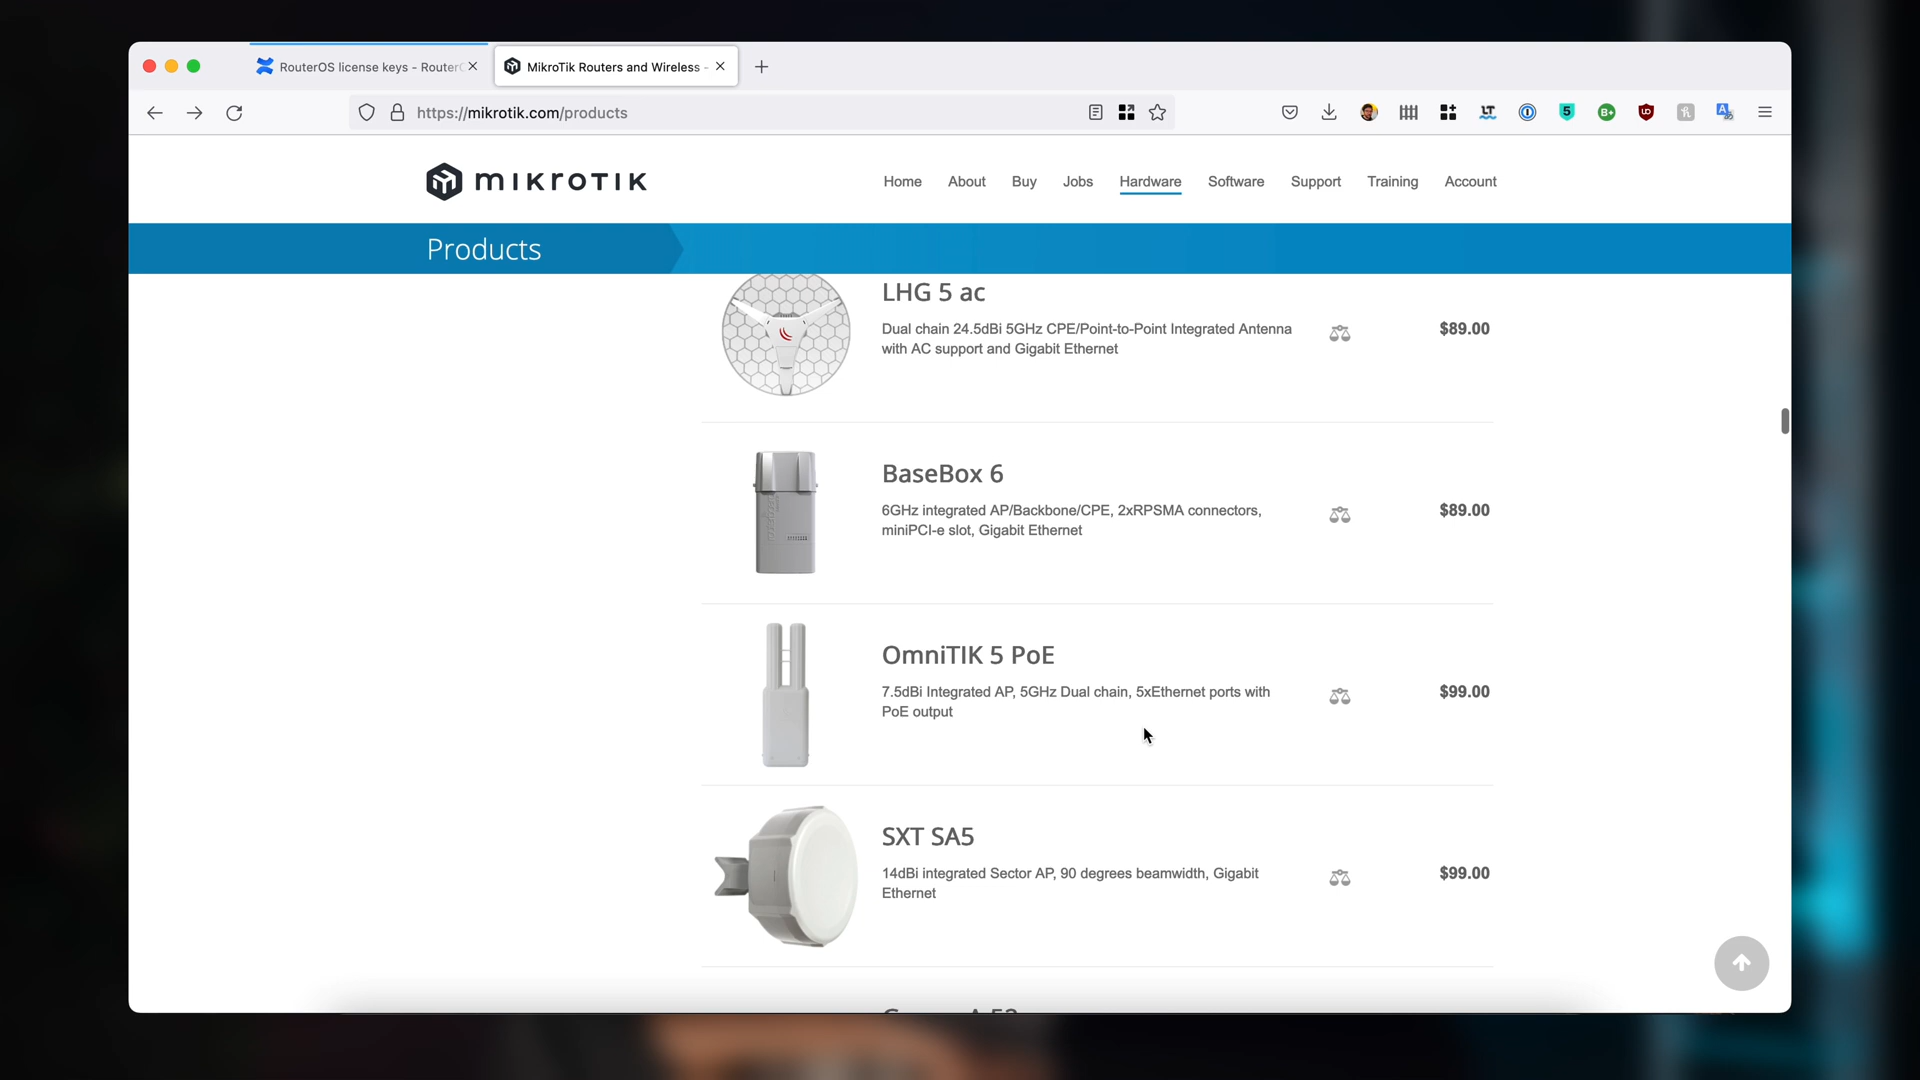 RouterOS license keys - Router
MikroTik Routers and Wireless -
https://mikrotik.com/products
mikrotik
Home
About
Buy
Jobs
Hardware
Software
Support
Training
Account
Products
LHG 5 ac
Dual chain 24.5dBi 5GHz CPE/Point-to-Point Integrated Antenna
with AC support and Gigabit Ethernet
$89.00
BaseBox 6
6GHz integrated AP/Backbone/CPE, 2xRPSMA connectors,
miniPCI-e slot, Gigabit Ethernet
$89.00
OmniTIK 5 PoE
7.5dBi Integrated AP, 5GHz Dual chain, 5xEthernet ports with
PoE output
$99.00
SXT SA5
14dBi integrated Sector AP, 90 degrees beamwidth, Gigabit
Ethernet
$99.00